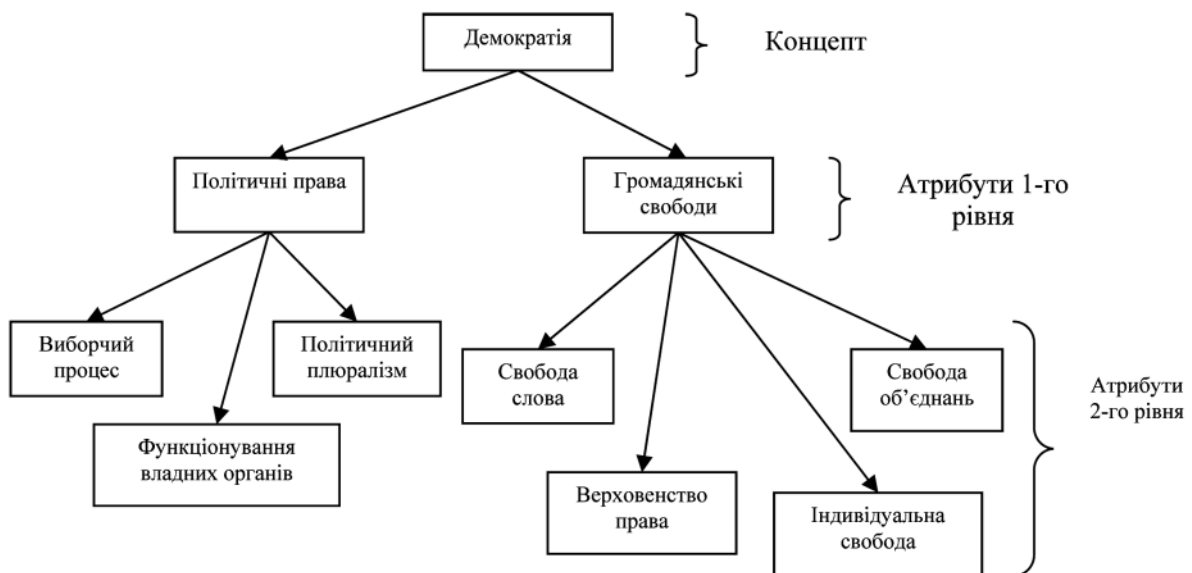 Демократія
Концепт
Політичні права
Громадянські
свободи
Атрибути 1-го
рівня
Виборчий
процес
Політичний
плюралізм
Функціонування
владних органів
Свобода
слова
Верховенство
права
Індивідуальна
свобода
Свобода
об’єднань
Атрибути
2-го рівня